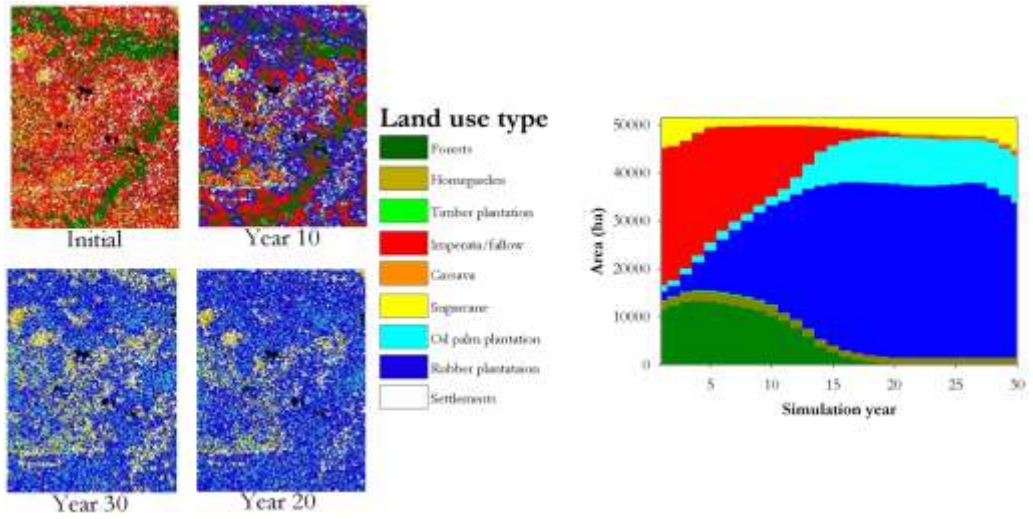 Initial
Year 10
Year 30
Year 20
Land use type
Forests
Homegarden
Timber plantation
Imperata/fallow
Cassava
Sugarcane
Oil palm plantation
Rubber plantataion
Settlements
Area (ha)
50000
40000
30000
20000
10000
0
5
10
15
20
25
30
Simulation year